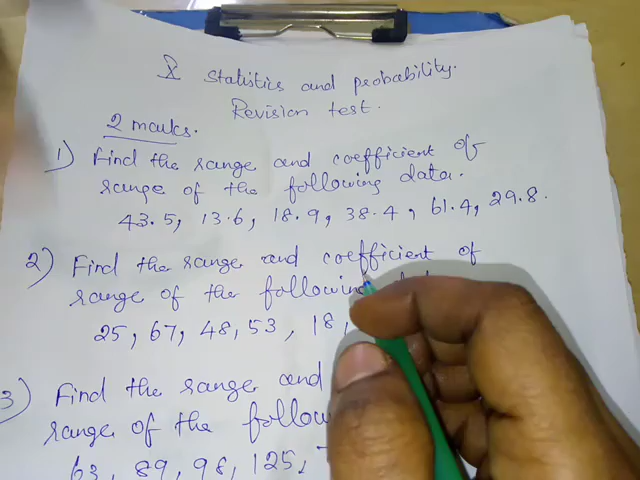 X Statistics and probability.
Revision test.
2 marks.
1) Find the range and coefficient of
range of the following data.
43.5, 13.6, 18.9, 38.4, 61.4, 29.8.
2) Find the range and coefficient of
range of the following
25, 67, 48, 53, 18,
3) Find the range and
range of the
63, 89, 98, 125,